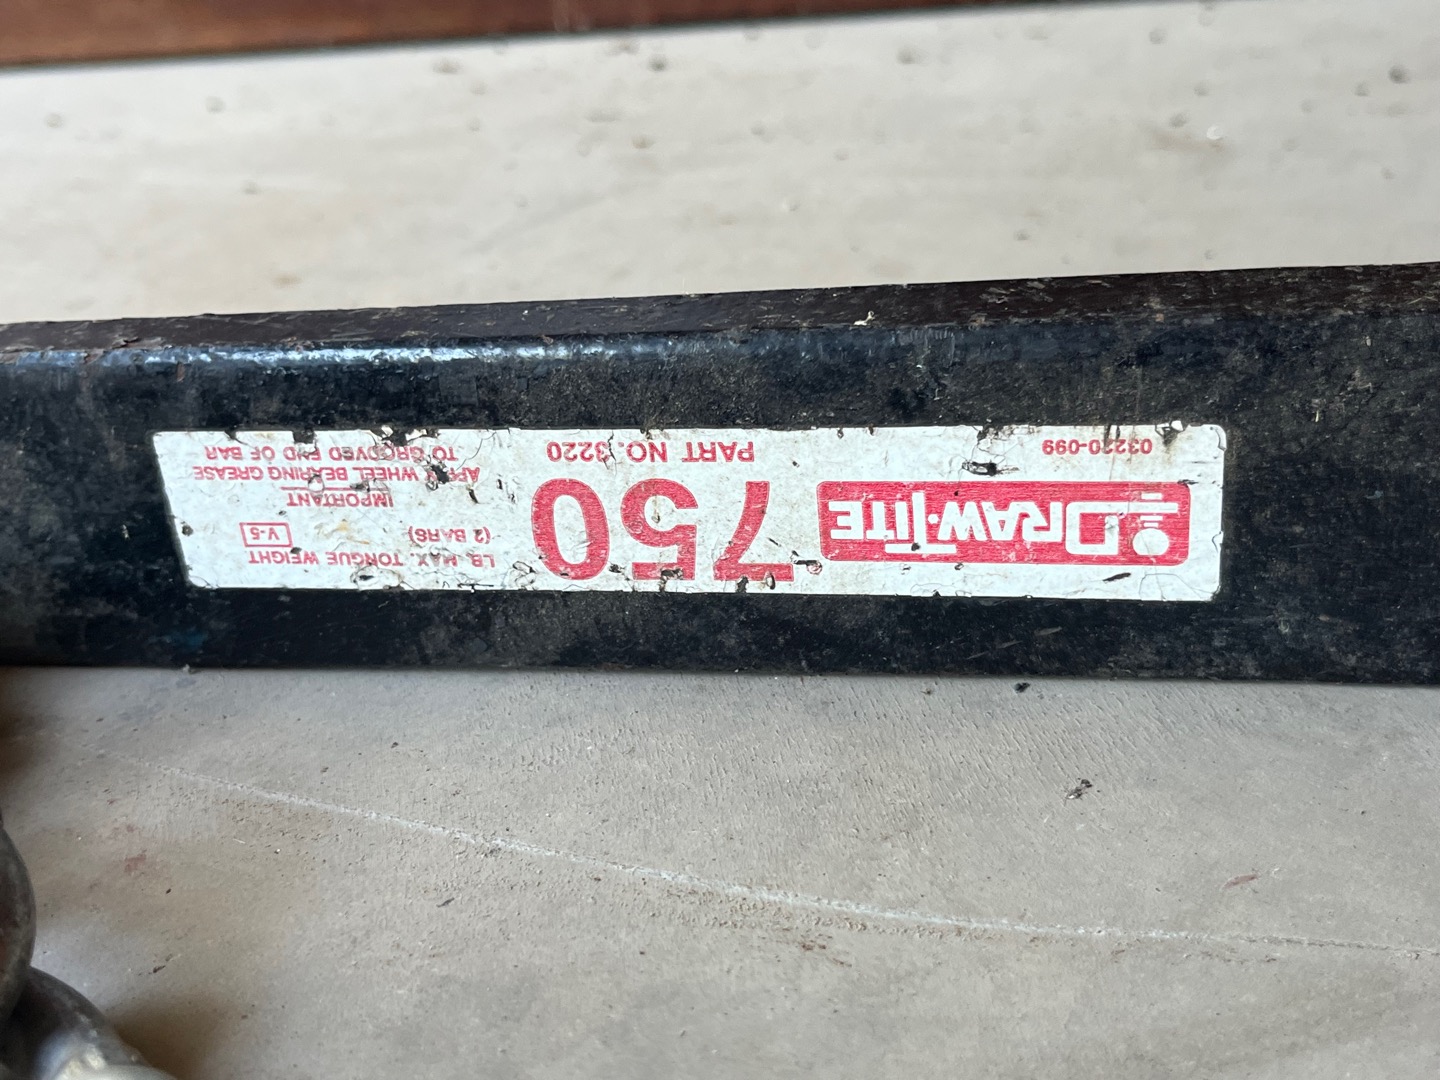 DRAW-TITE
03220-099
750
PART NO. 3220
LB. MAX. TONGUE WEIGHT
(2 BARS)
V-5
IMPORTANT
APPLY WHEEL BEARING GREASE
TO GROOVED END OF BAR